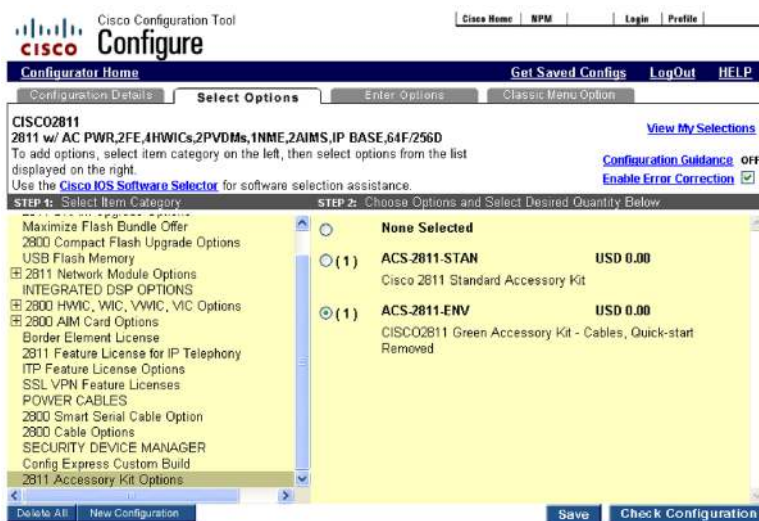 Cisco Configuration Tool
Cisco Home NPM Login Profile
CISCO Configure
Configurator Home Get Saved Configs LogOut HELP
Configuration Details Select Options Enter Options Classic Menu Option
CISCO2811
2811 w/ AC PWR,2FE,4HWICs,2PVDMs,1NME,2AIMS,IP BASE,64F/256D
View My Selections
To add options, select item category on the left, then select options from the list
displayed on the right.
Configuration Guidance OFF
Use the Cisco IOS Software Selector for software selection assistance.
Enable Error Correction
STEP 1: Select Item Category
STEP 2: Choose Options and Select Desired Quantity Below
Maximize Flash Bundle Offer
2800 Compact Flash Upgrade Options
USB Flash Memory
2811 Network Module Options
INTEGRATED DSP OPTIONS
2800 HWIC, WIC, VWIC, VIC Options
2800 AIM Card Options
Border Element License
2811 Feature License for IP Telephony
ITP Feature License Options
SSL VPN Feature Licenses
POWER CABLES
2800 Smart Serial Cable Option
2800 Cable Options
SECURITY DEVICE MANAGER
Config Express Custom Build
2811 Accessory Kit Options
None Selected
(1) ACS-2811-STAN USD 0.00
Cisco 2811 Standard Accessory Kit
(1) ACS-2811-ENV USD 0.00
CISCO2811 Green Accessory Kit - Cables, Quick-start
Removed
Delete All New Configuration Save Check Configuration